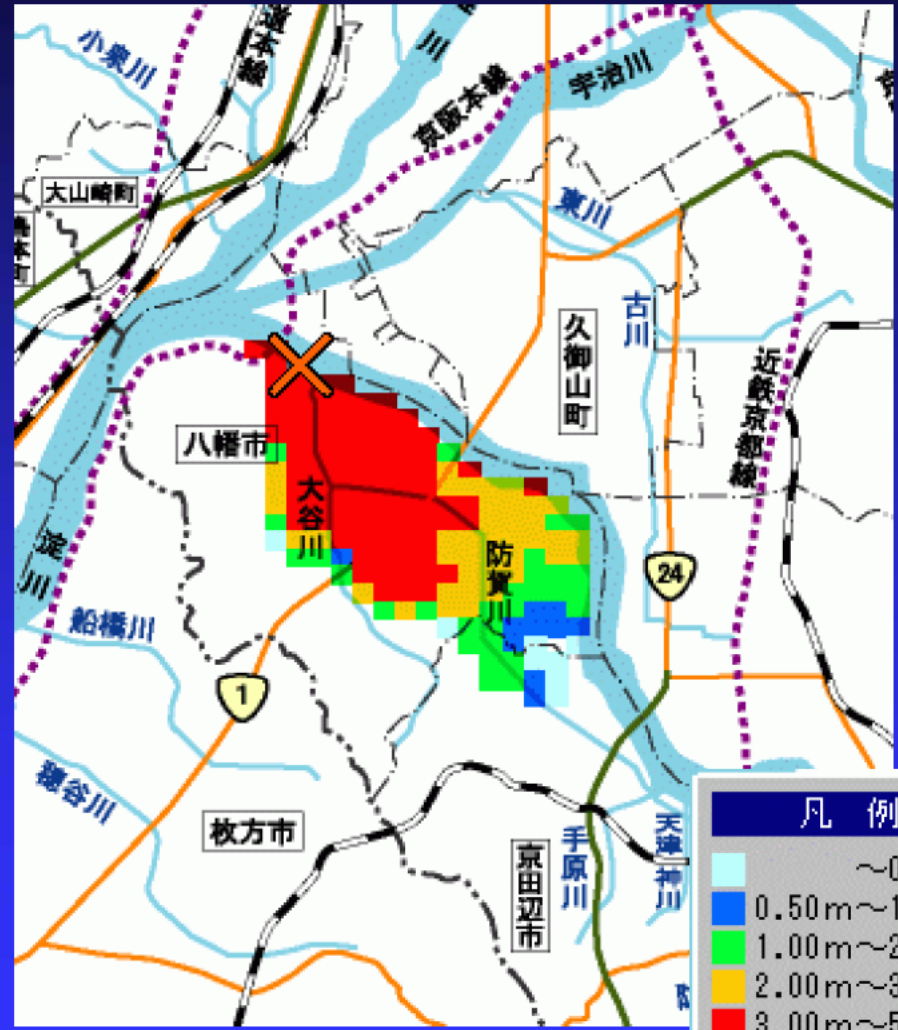 小泉川
京阪本線
宇治川
大山崎町
東川
古川
久御山町
近鉄京都線
八幡市
大谷川
防賀川
淀川
24
船橋川
1
穂谷川
枚方市
京田辺市
手原川
天津神川
凡 例
0.50m～1
1.00m～2
2.00m～3
3.00m～5